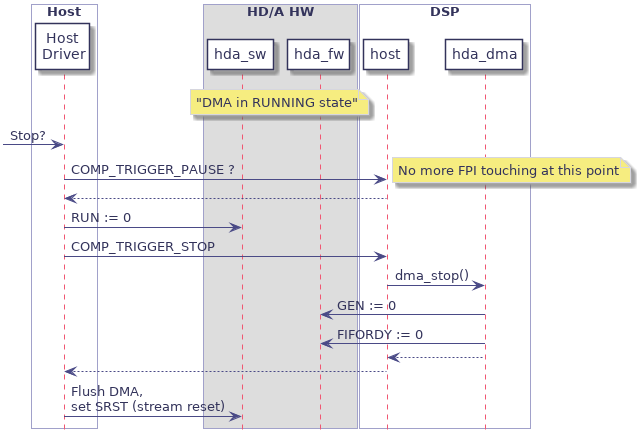 Host
HD/A HW
DSP
Host
Driver
hda_sw
hda_fw
host
hda_dma
"DMA in RUNNING state"
Stop?
COMP_TRIGGER_PAUSE ?
No more FPI touching at this point
RUN := 0
COMP_TRIGGER_STOP
dma_stop()
GEN := 0
FIFORDY := 0
Flush DMA,
set SRST (stream reset)